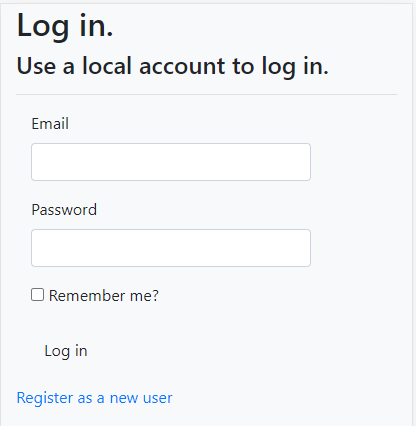 Log in.
Use a local account to log in.
Email
Password
Remember me?
Log in
Register as a new user